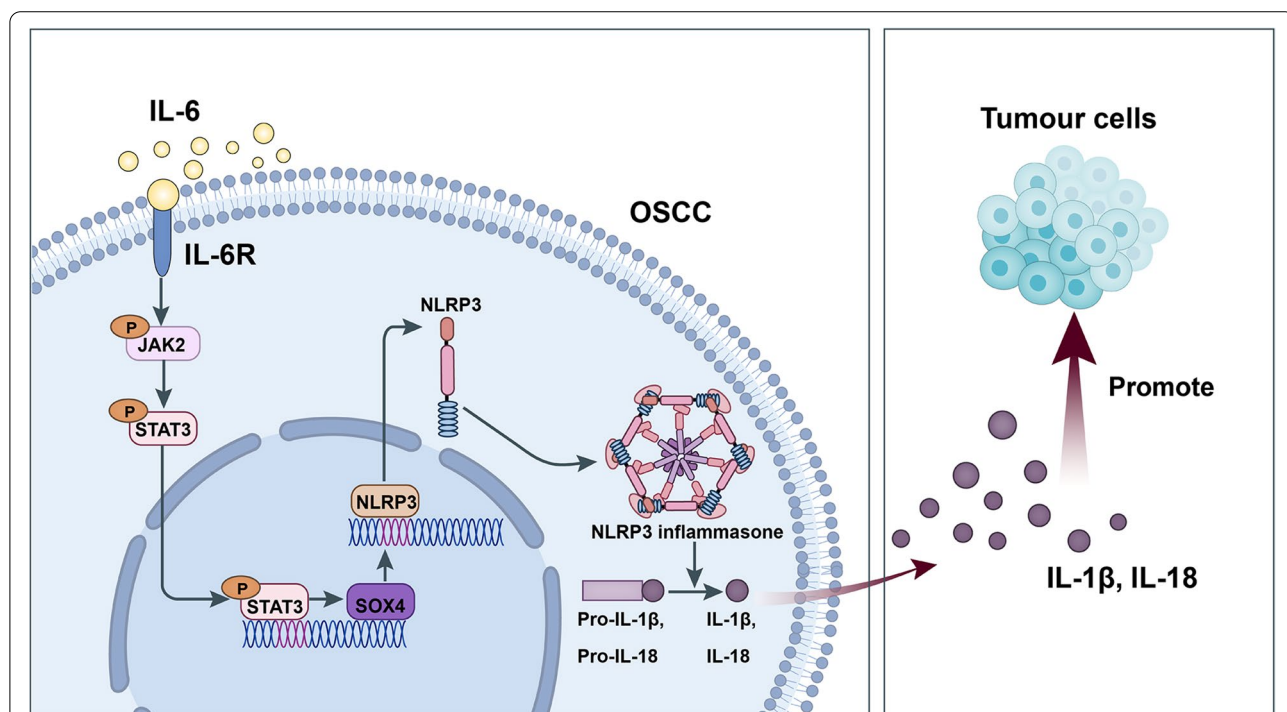 IL-6
IL-6R
OSCC
P
JAK2
P
STAT3
NLRP3
NLRP3
P
STAT3
SOX4
NLRP3 inflammasone
Pro-IL-1β,
Pro-IL-18
IL-1β,
IL-18
Tumour cells
Promote
IL-1β, IL-18